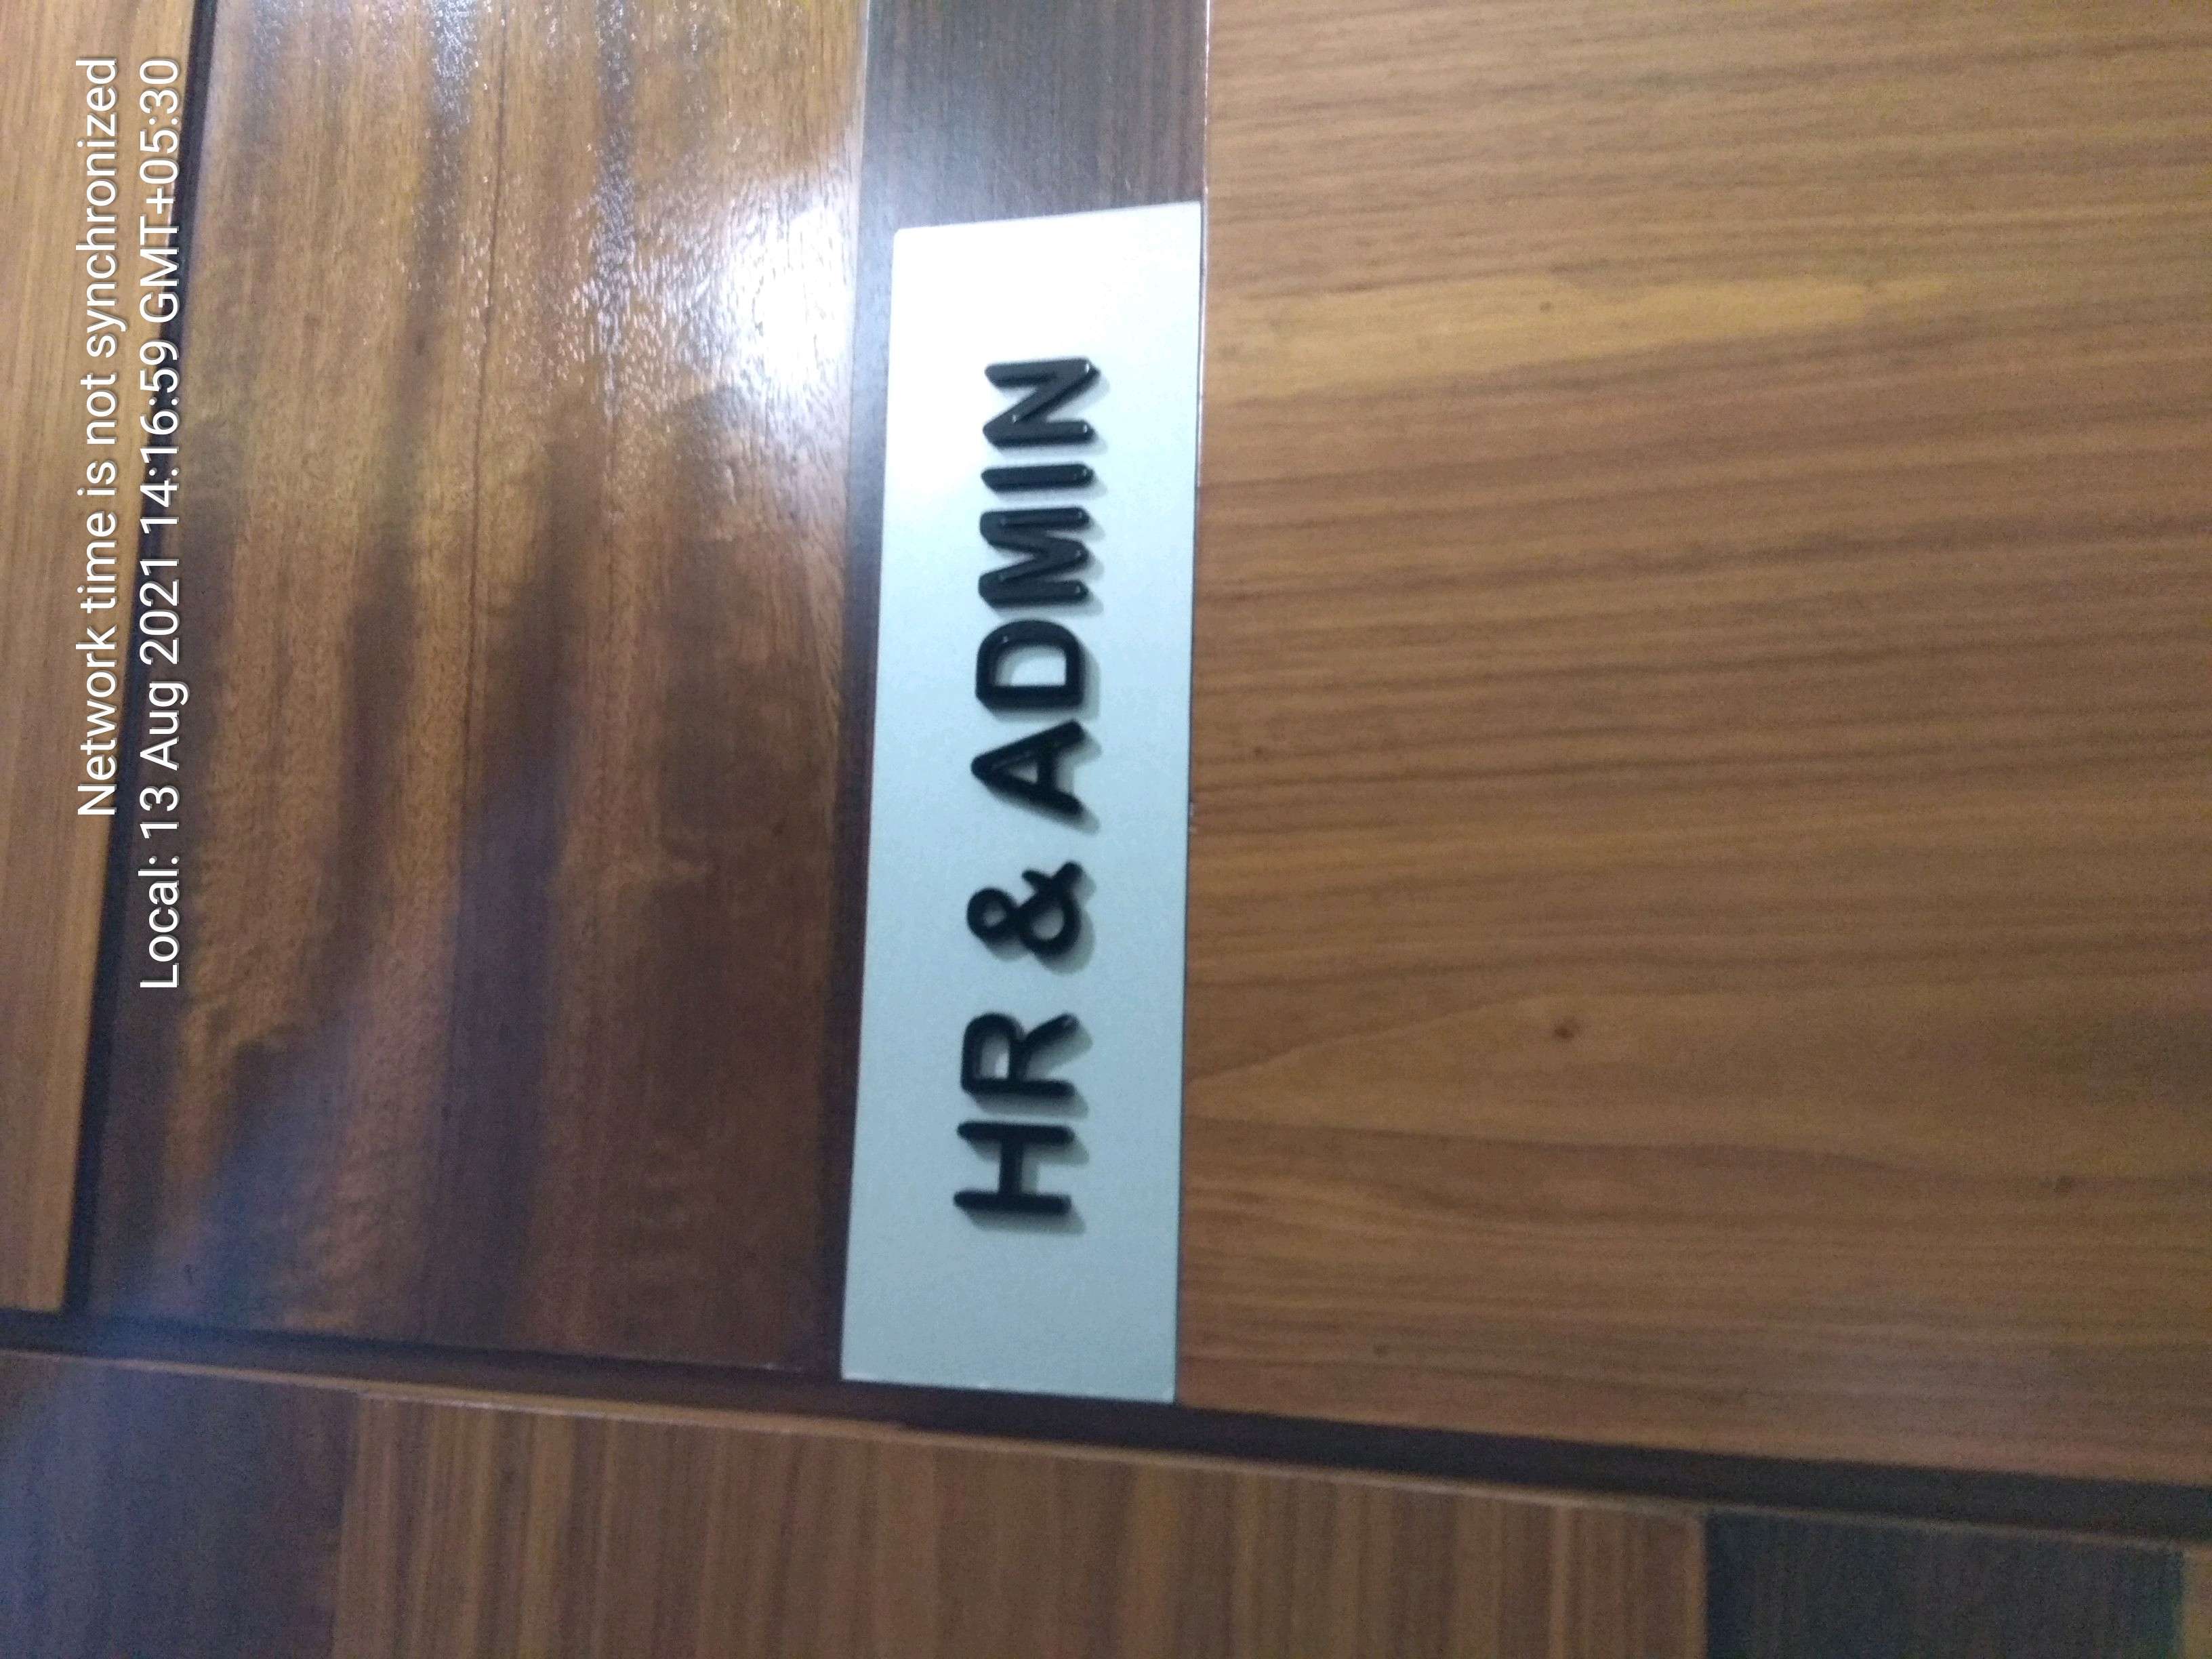 Network time is not synchronized
Local: 13 Aug 2021 14:16:59 GMT+05:30
HR & ADMIN